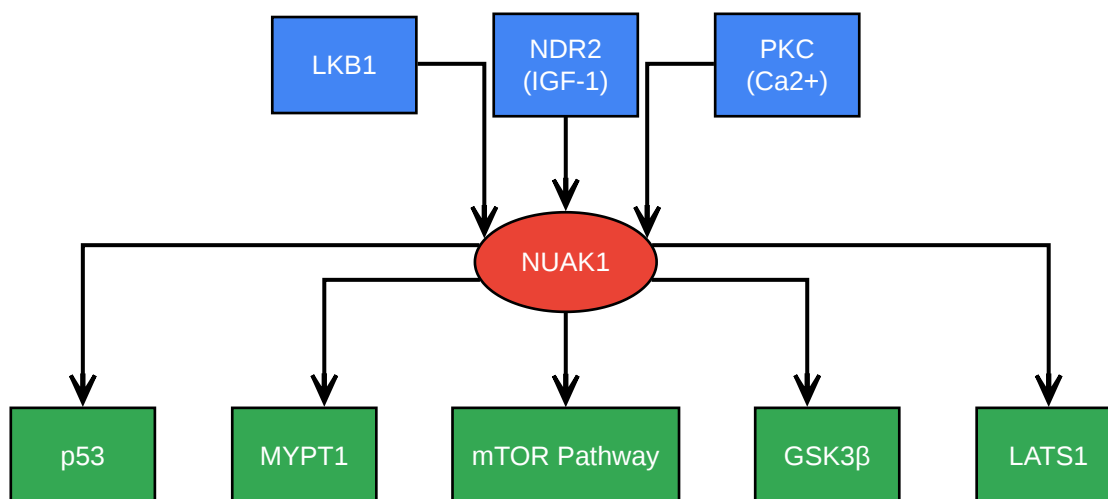 LKB1
NDR2
(IGF-1)
PKC
(Ca2+)
NUAK1
p53
MYPT1
mTOR Pathway
GSK3β
LATS1